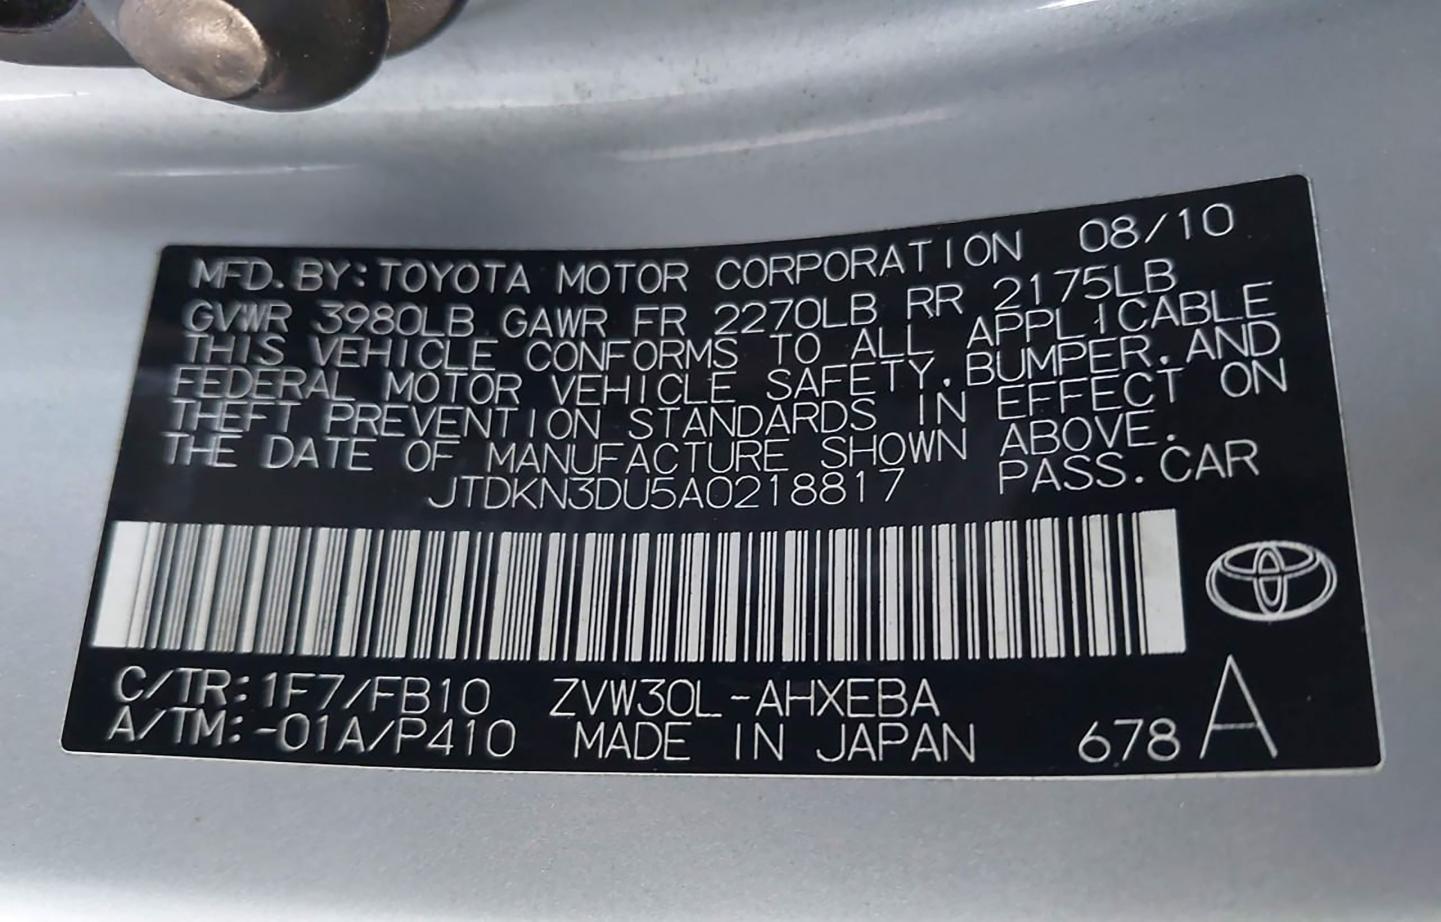 MFD.BY:TOYOTA MOTOR CORPORATION 08/10
GVWR 3980LB GAWR FR 2270LB RR 2175LB
THIS VEHICLE CONFORMS TO ALL APPLICABLE
FEDERAL MOTOR VEHICLE SAFETY,BUMPER,AND
THEFT PREVENTION STANDARDS IN EFFECT ON
THE DATE OF MANUFACTURE SHOWN ABOVE.
JTDKN3DU5A0218817 PASS.CAR
C/TR:1F7/FB10 ZVW30L-AHXEBA
A/TM:-01A/P410 MADE IN JAPAN 678 A